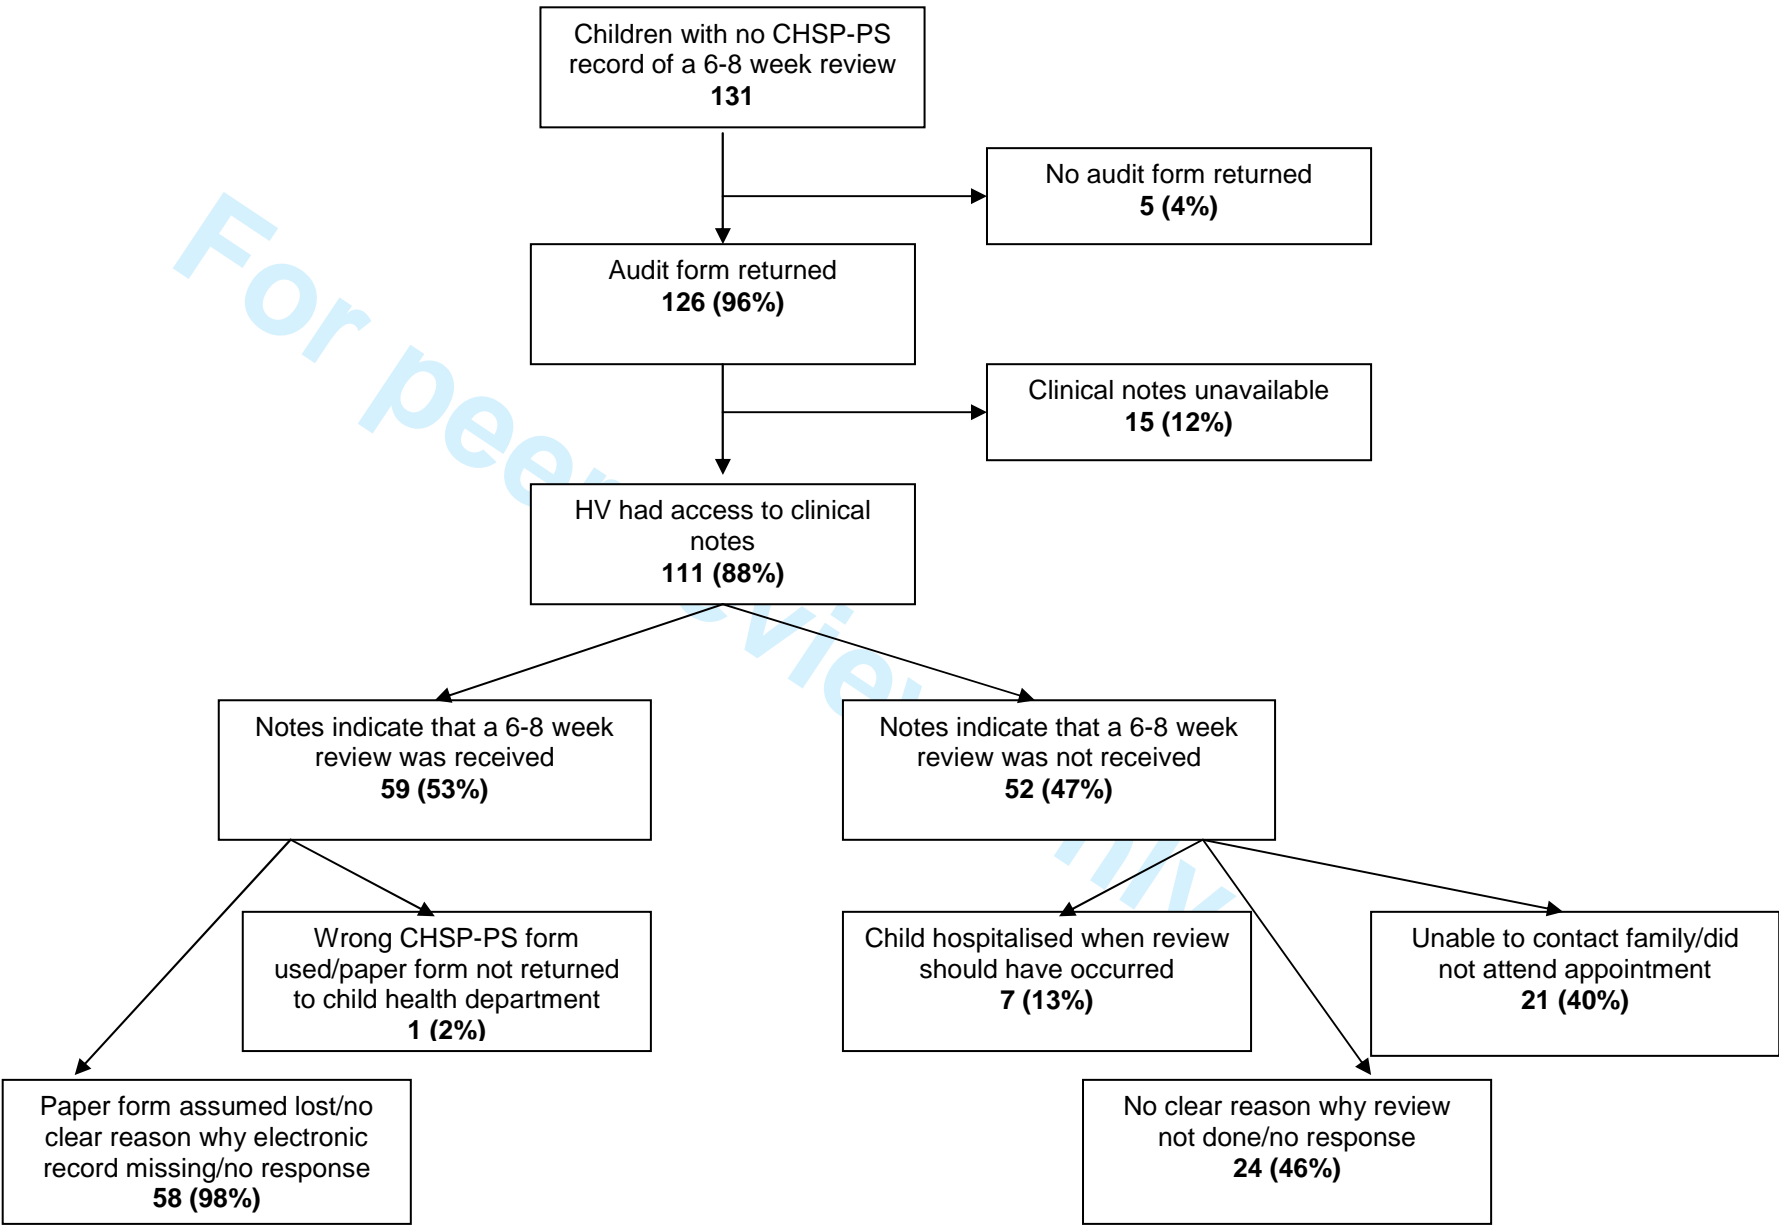 Children with no CHSP-PS
record of a 6-8 week review
131
No audit form returned
5 (4%)
Audit form returned
126 (96%)
Clinical notes unavailable
15 (12%)
HV had access to clinical
notes
111 (88%)
Notes indicate that a 6-8 week
review was received
59 (53%)
Notes indicate that a 6-8 week
review was not received
52 (47%)
Wrong CHSP-PS form
used/paper form not returned
to child health department
1 (2%)
Child hospitalised when review
should have occurred
7 (13%)
Unable to contact family/did
not attend appointment
21 (40%)
Paper form assumed lost/no
clear reason why electronic
record missing/no response
58 (98%)
No clear reason why review
not done/no response
24 (46%)
For peer review only